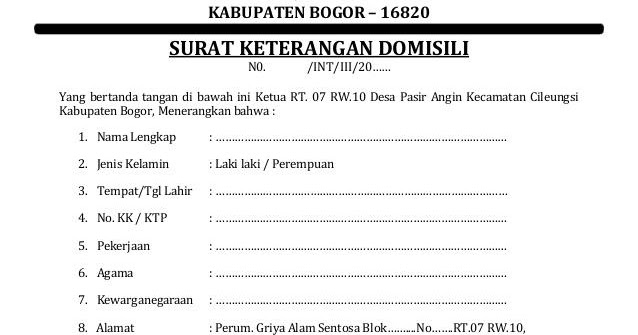 KABUPATEN BOGOR – 16820
SURAT KETERANGAN DOMISILI
N0. /INT/III/20......
Yang bertanda tangan di bawah ini Ketua RT. 07 RW.10 Desa Pasir Angin Kecamatan Cileungsi
Kabupaten Bogor, Menerangkan bahwa :
1. Nama Lengkap : ..........................................................................................
2. Jenis Kelamin : Laki laki / Perempuan
3. Tempat/Tgl Lahir : ..........................................................................................
4. No. KK / KTP : ..........................................................................................
5. Pekerjaan : ..........................................................................................
6. Agama : ..........................................................................................
7. Kewarganegaraan : ..........................................................................................
8. Alamat : Perum. Griya Alam Sentosa Blok..........No.......RT.07 RW.10,